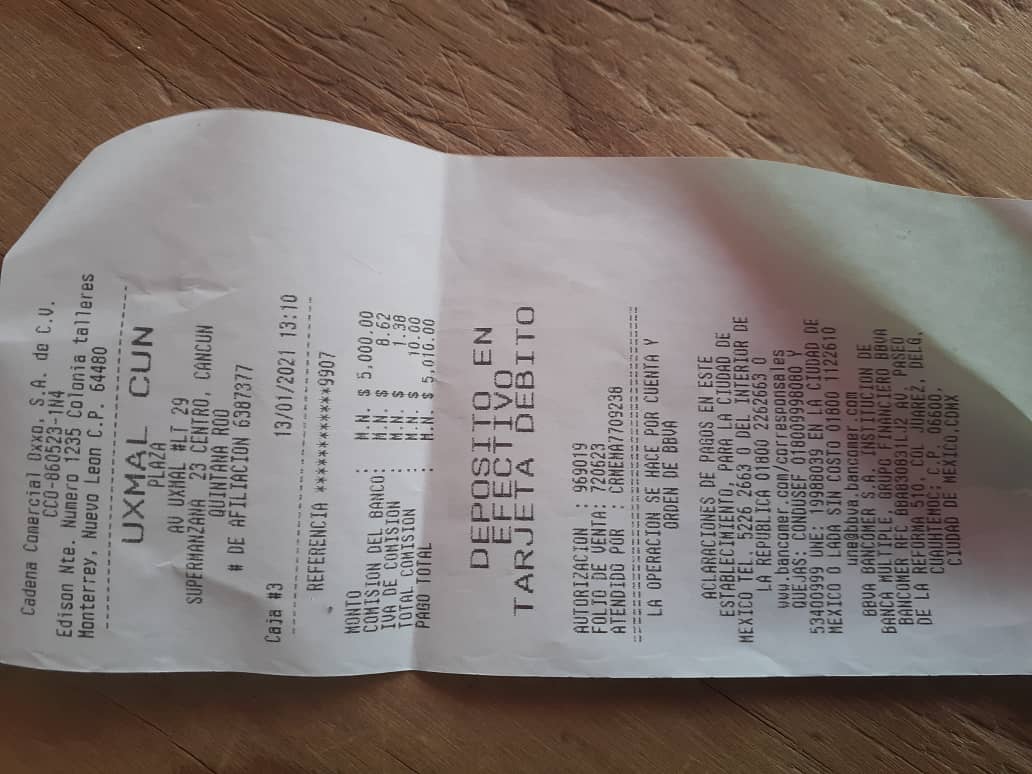 Cadena Comercial Oxxo, S.A. de C.V.
CCO-860523-1N4
Edison Nte. Numero 1235 Colonia talleres
Monterrey, Nuevo Leon C.P. 64480
----------------------------------------
UXMAL CUN
PLAZA
AV UXMAL #LT 29
SUPERMANZANA 23 CENTRO, CANCUN
QUINTANA ROO
# DE AFILIACION 6387377
Caja #3 13/01/2021 13:10
----------------------------------------
REFERENCIA ************9907
MONTO : M.N. $ 5,000.00
COMISION DEL BANCO : M.N. $ 8.62
IVA DE COMISION : M.N. $ 1.38
TOTAL COMISION : M.N. $ 10.00
PAGO TOTAL : M.N. $ 5,010.00
DEPOSITO EN
EFECTIVO
TARJETA DEBITO
AUTORIZACION : 969019
FOLIO DE VENTA: 720623
ATENDIDO POR : CRNEMA77O9238
========================================
LA OPERACION SE HACE POR CUENTA Y
ORDEN DE BBVA
ACLARACIONES DE PAGOS EN ESTE
ESTABLECIMIENTO, PARA LA CIUDAD DE
MEXICO TEL. 5226 2663 O DEL INTERIOR DE
LA REPUBLICA 01800 2262663 O
www.bancomer.com/corresponsales
QUEJAS: CONDUSEF 018009998080 Y
53400999 UNE: 19998039 EN LA CIUDAD DE
MEXICO O LADA SIN COSTO 01800 1122610
une@bbva.bancomer.com
BBVA BANCOMER S.A. INSTITUCION DE
BANCA MULTIPLE, GRUPO FINANCIERO BBVA
BANCOMER RFC BBA830831LJ2 AV. PASEO
DE LA REFORMA 510, COL JUAREZ, DELG.
CUAUHTEMOC: C.P. 06600,
CIUDAD DE MEXICO,CDMX